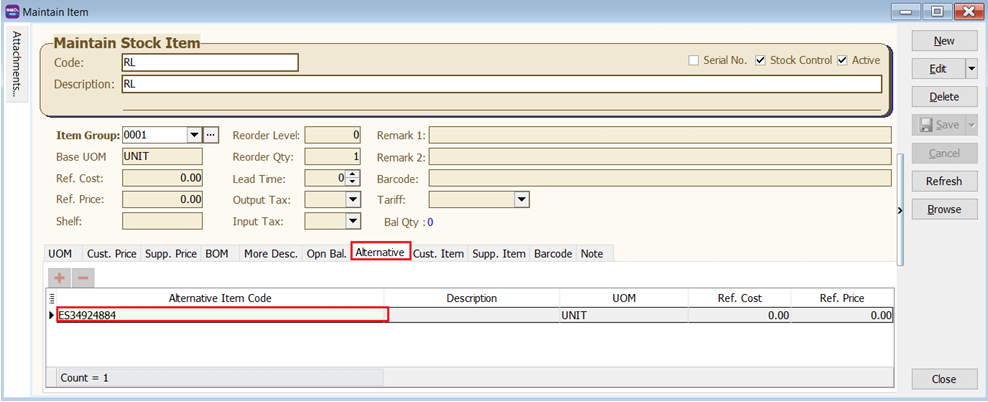 Maintain Item
Attachments...
Maintain Stock Item
Code: RL
Serial No. Stock Control Active
Description: RL
Item Group: 0001 ... Reorder Level: 0 Remark 1:
Base UOM UNIT Reorder Qty: 1 Remark 2:
Ref. Cost: 0.00 Lead Time: 0 Barcode:
Ref. Price: 0.00 Output Tax: Tariff:
Shelf: Input Tax: Bal Qty : 0
UOM Cust. Price Supp. Price BOM More Desc. Opn Bal. Alternative Cust. Item Supp. Item Barcode Note
Alternative Item Code Description UOM Ref. Cost Ref. Price
ES34924884 UNIT 0.00 0.00
Count = 1
New
Edit
Delete
Save
Cancel
Refresh
Browse
Close